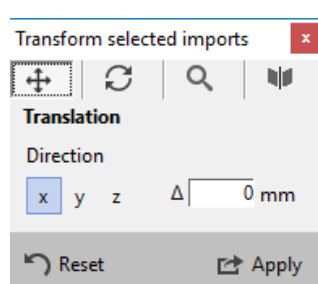 Transform selected imports x
Translation
Direction
x y z Δ 0 mm
Reset Apply